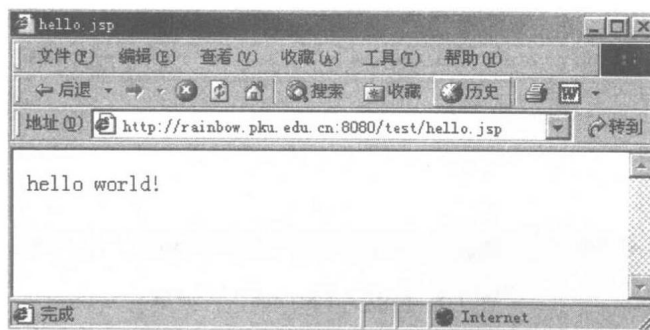 hello.jsp
文件(F) 编辑(E) 查看(V) 收藏(A) 工具(T) 帮助(H)
后退 搜索 收藏 历史 W
地址(D) http://rainbow.pku.edu.cn:8080/test/hello.jsp 转到
hello world!
完成 Internet